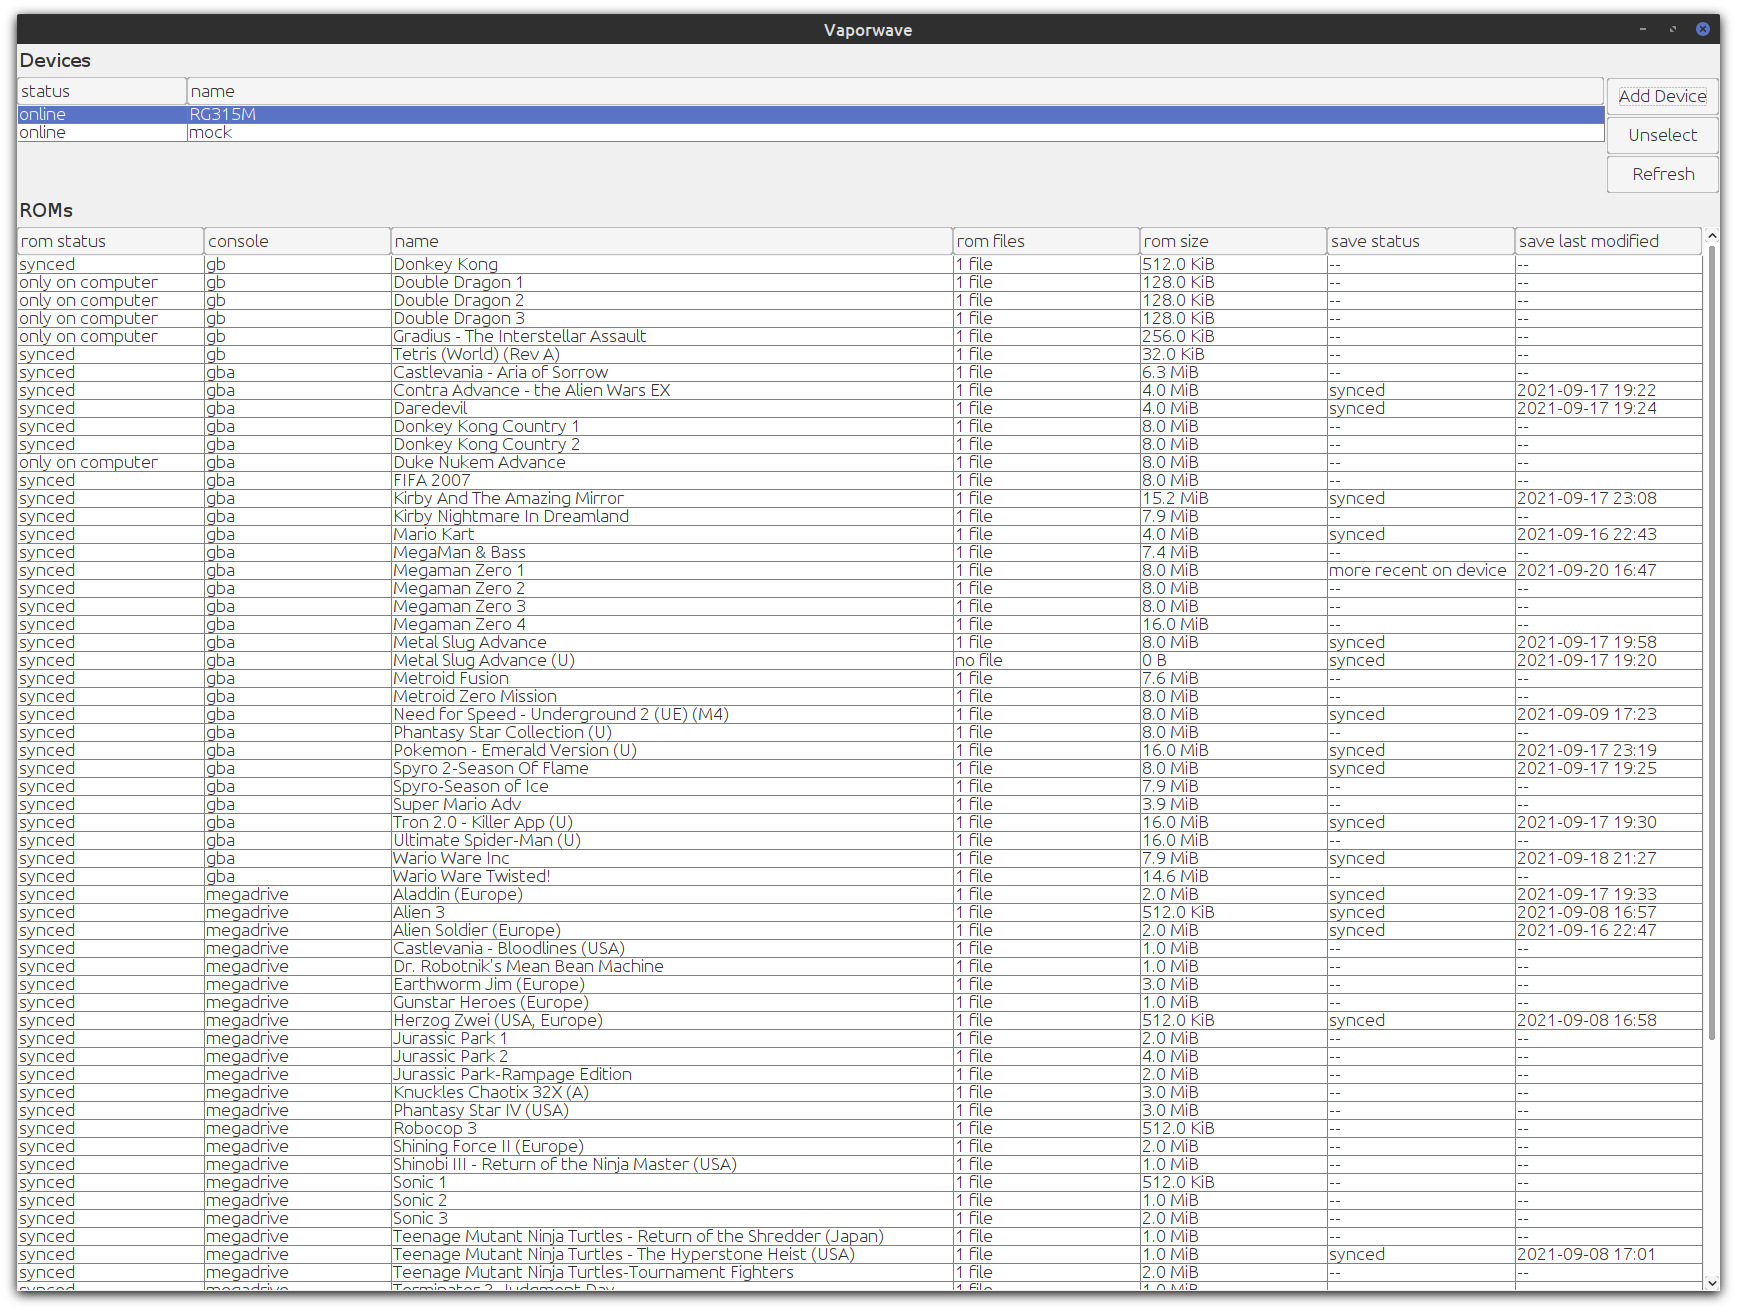 Vaporwave
Devices
status name
online RG315M
online mock
Add Device
Unselect
Refresh
ROMs
rom status console name rom files rom size save status save last modified
synced gb Donkey Kong 1 file 512.0 KiB -- --
only on computer gb Double Dragon 1 1 file 128.0 KiB -- --
only on computer gb Double Dragon 2 1 file 128.0 KiB -- --
only on computer gb Double Dragon 3 1 file 128.0 KiB -- --
only on computer gb Gradius - The Interstellar Assault 1 file 256.0 KiB -- --
synced gb Tetris (World) (Rev A) 1 file 32.0 KiB -- --
synced gba Castlevania - Aria of Sorrow 1 file 6.3 MiB -- --
synced gba Contra Advance - the Alien Wars EX 1 file 4.0 MiB synced 2021-09-17 19:22
synced gba Daredevil 1 file 4.0 MiB synced 2021-09-17 19:24
synced gba Donkey Kong Country 1 1 file 8.0 MiB -- --
synced gba Donkey Kong Country 2 1 file 8.0 MiB -- --
only on computer gba Duke Nukem Advance 1 file 8.0 MiB -- --
synced gba FIFA 2007 1 file 8.0 MiB -- --
synced gba Kirby And The Amazing Mirror 1 file 15.2 MiB synced 2021-09-17 23:08
synced gba Kirby Nightmare In Dreamland 1 file 7.9 MiB -- --
synced gba Mario Kart 1 file 4.0 MiB synced 2021-09-16 22:43
synced gba MegaMan & Bass 1 file 7.4 MiB -- --
synced gba Megaman Zero 1 1 file 8.0 MiB more recent on device 2021-09-20 16:47
synced gba Megaman Zero 2 1 file 8.0 MiB -- --
synced gba Megaman Zero 3 1 file 8.0 MiB -- --
synced gba Megaman Zero 4 1 file 16.0 MiB -- --
synced gba Metal Slug Advance 1 file 8.0 MiB synced 2021-09-17 19:58
synced gba Metal Slug Advance (U) no file 0 B synced 2021-09-17 19:20
synced gba Metroid Fusion 1 file 7.6 MiB -- --
synced gba Metroid Zero Mission 1 file 8.0 MiB -- --
synced gba Need for Speed - Underground 2 (UE) (M4) 1 file 8.0 MiB synced 2021-09-09 17:23
synced gba Phantasy Star Collection (U) 1 file 8.0 MiB -- --
synced gba Pokemon - Emerald Version (U) 1 file 16.0 MiB synced 2021-09-17 23:19
synced gba Spyro 2-Season Of Flame 1 file 8.0 MiB synced 2021-09-17 19:25
synced gba Spyro-Season of Ice 1 file 7.9 MiB -- --
synced gba Super Mario Adv 1 file 3.9 MiB -- --
synced gba Tron 2.0 - Killer App (U) 1 file 16.0 MiB synced 2021-09-17 19:30
synced gba Ultimate Spider-Man (U) 1 file 16.0 MiB -- --
synced gba Wario Ware Inc 1 file 7.9 MiB synced 2021-09-18 21:27
synced gba Wario Ware Twisted! 1 file 14.6 MiB -- --
synced megadrive Aladdin (Europe) 1 file 2.0 MiB synced 2021-09-17 19:33
synced megadrive Alien 3 1 file 512.0 KiB synced 2021-09-08 16:57
synced megadrive Alien Soldier (Europe) 1 file 2.0 MiB synced 2021-09-16 22:47
synced megadrive Castlevania - Bloodlines (USA) 1 file 1.0 MiB -- --
synced megadrive Dr. Robotnik's Mean Bean Machine 1 file 1.0 MiB -- --
synced megadrive Earthworm Jim (Europe) 1 file 3.0 MiB -- --
synced megadrive Gunstar Heroes (Europe) 1 file 1.0 MiB -- --
synced megadrive Herzog Zwei (USA, Europe) 1 file 512.0 KiB synced 2021-09-08 16:58
synced megadrive Jurassic Park 1 1 file 2.0 MiB -- --
synced megadrive Jurassic Park 2 1 file 4.0 MiB -- --
synced megadrive Jurassic Park-Rampage Edition 1 file 2.0 MiB -- --
synced megadrive Knuckles Chaotix 32X (A) 1 file 3.0 MiB -- --
synced megadrive Phantasy Star IV (USA) 1 file 3.0 MiB -- --
synced megadrive Robocop 3 1 file 512.0 KiB -- --
synced megadrive Shining Force II (Europe) 1 file 2.0 MiB -- --
synced megadrive Shinobi III - Return of the Ninja Master (USA) 1 file 1.0 MiB -- --
synced megadrive Sonic 1 1 file 512.0 KiB -- --
synced megadrive Sonic 2 1 file 1.0 MiB -- --
synced megadrive Sonic 3 1 file 2.0 MiB -- --
synced megadrive Teenage Mutant Ninja Turtles - Return of the Shredder (Japan) 1 file 1.0 MiB -- --
synced megadrive Teenage Mutant Ninja Turtles - The Hyperstone Heist (USA) 1 file 1.0 MiB synced 2021-09-08 17:01
synced megadrive Teenage Mutant Ninja Turtles-Tournament Fighters 1 file 2.0 MiB -- --
synced megadrive Terminator 2 Judgment Day 1 file 1.0 MiB